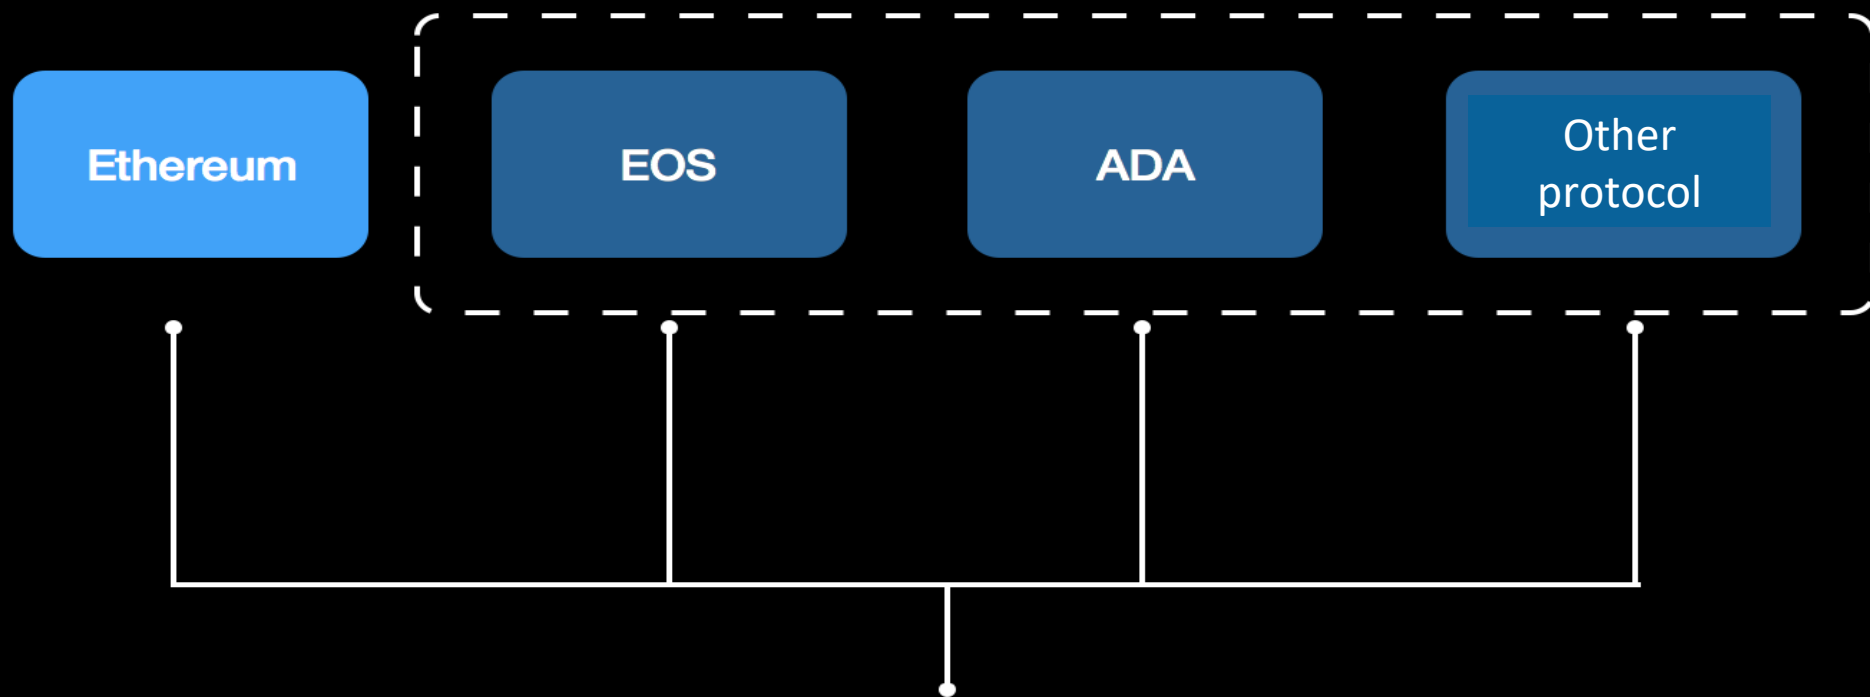 Ethereum
EOS
ADA
Other
protocol